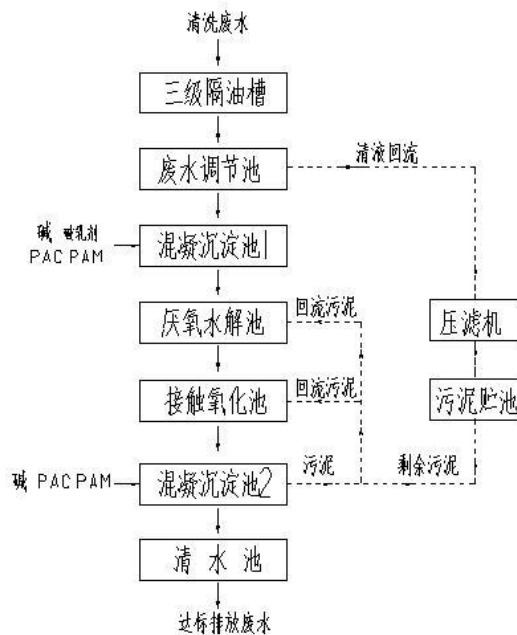 清洗废水
三级隔油槽
废水调节池
清液回流
碱 破乳剂
PAC PAM
混凝沉淀池1
厌氧水解池
回流污泥
压滤机
接触氧化池
回流污泥
污泥贮池
碱 PAC PAM
混凝沉淀池2
污泥
剩余污泥
清 水 池
达标排放废水